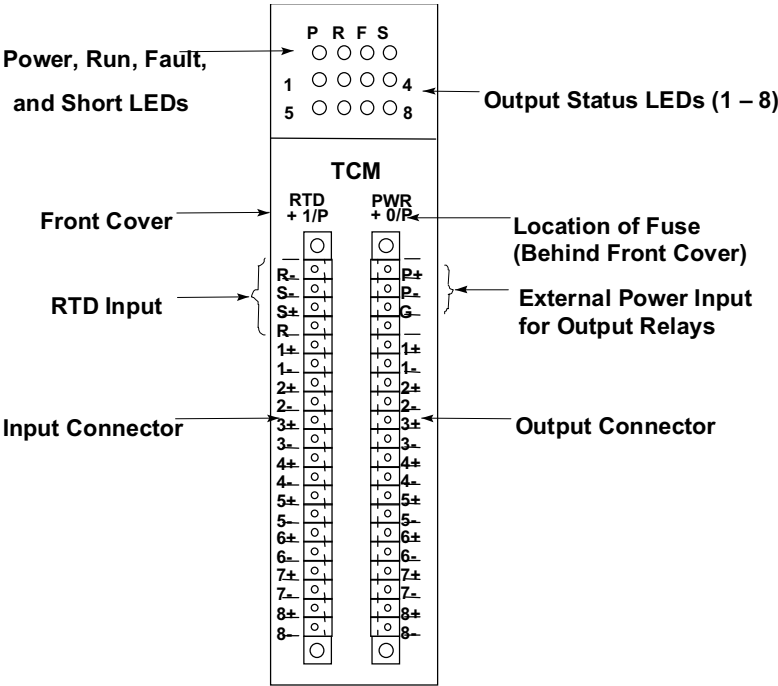 P R F S
Power, Run, Fault,
and Short LEDs
1 4
5 8
Output Status LEDs (1 – 8)
TCM
RTD PWR
+ 1/P + 0/P
Front Cover
Location of Fuse
(Behind Front Cover)
R- P+
S- P-
S+ G
R
RTD Input
External Power Input
for Output Relays
1+ 1+
1- 1-
2+ 2+
2- 2-
3+ 3+
Input Connector
Output Connector
3- 3-
4+ 4+
4- 4-
5+ 5+
5- 5-
6+ 6+
6- 6-
7+ 7+
7- 7-
8+ 8+
8- 8-